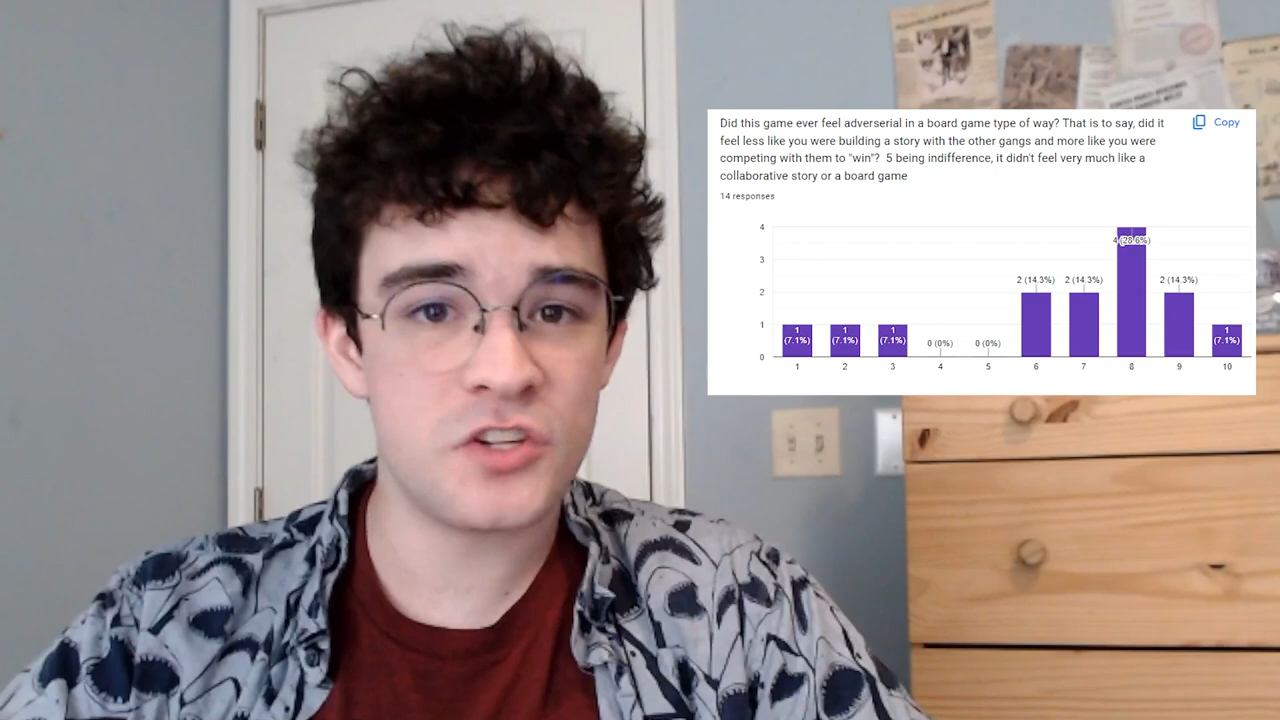 Did this game ever feel adverserial in a board game type of way? That is to say, did it
feel less like you were building a story with the other gangs and more like you were
competing with them to "win"?  5 being indifference, it didn't feel very much like a
collaborative story or a board game
Copy
14 responses
4
3
2
1
0
1
(7.1%)
1
(7.1%)
1
(7.1%)
0 (0%)
0 (0%)
2 (14.3%)
2 (14.3%)
4 (28.6%)
2 (14.3%)
1
(7.1%)
1 2 3 4 5 6 7 8 9 10